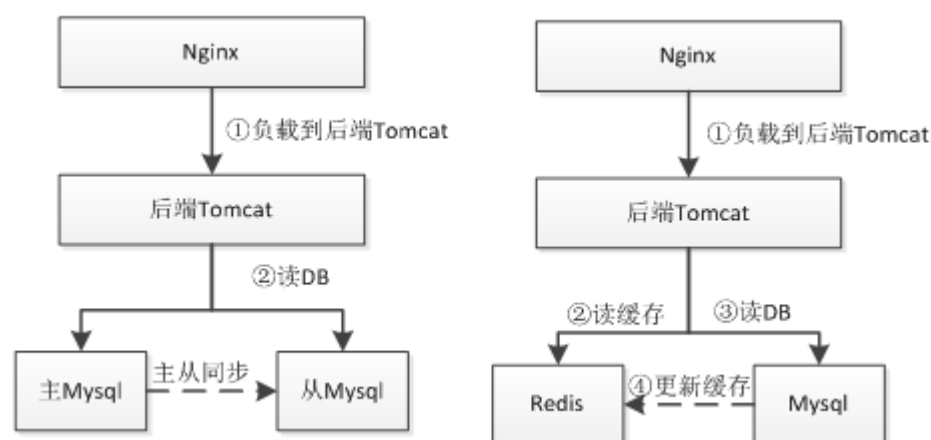 Nginx
①负载到后端Tomcat
后端Tomcat
②读DB
主Mysql
主从同步
从Mysql
Nginx
①负载到后端Tomcat
后端Tomcat
②读缓存
③读DB
Redis
④更新缓存
Mysql